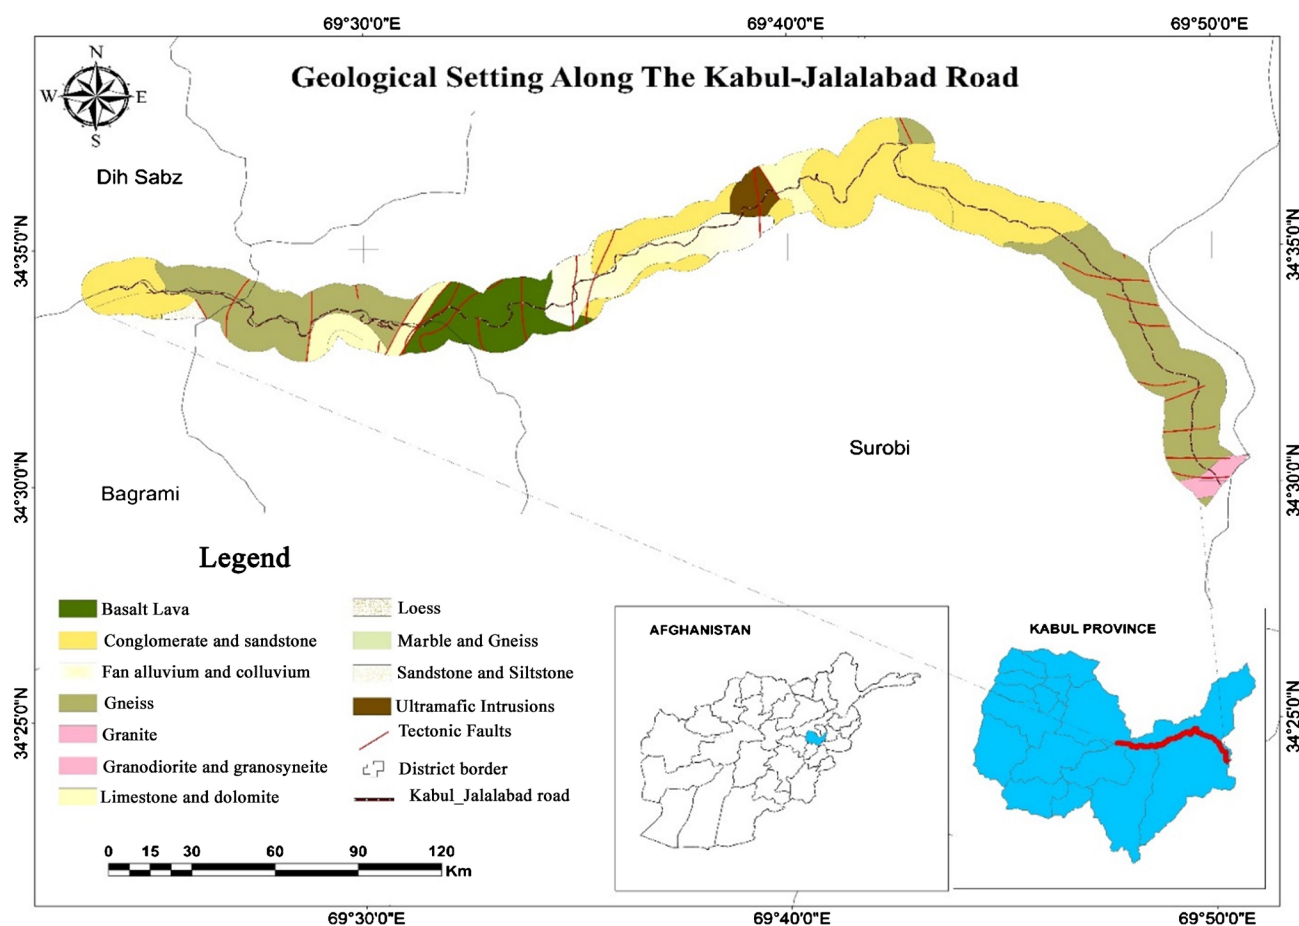 69°30'0"E 69°40'0"E 69°50'0"E
Geological Setting Along The Kabul-Jalalabad Road
N
W E
S
Dih Sabz
34°35'0"N 34°35'0"N
Surobi
Bagrami
34°30'0"N 34°30'0"N
Legend
Basalt Lava
Conglomerate and sandstone
Fan alluvium and colluvium
Gneiss
Granite
Granodiorite and granosyneite
Limestone and dolomite
Loess
Marble and Gneiss
Sandstone and Siltstone
Ultramafic Intrusions
Tectonic Faults
District border
Kabul_Jalalabad road
AFGHANISTAN
KABUL PROVINCE
34°25'0"N 34°25'0"N
0 15 30 60 90 120
Km
69°30'0"E 69°40'0"E 69°50'0"E